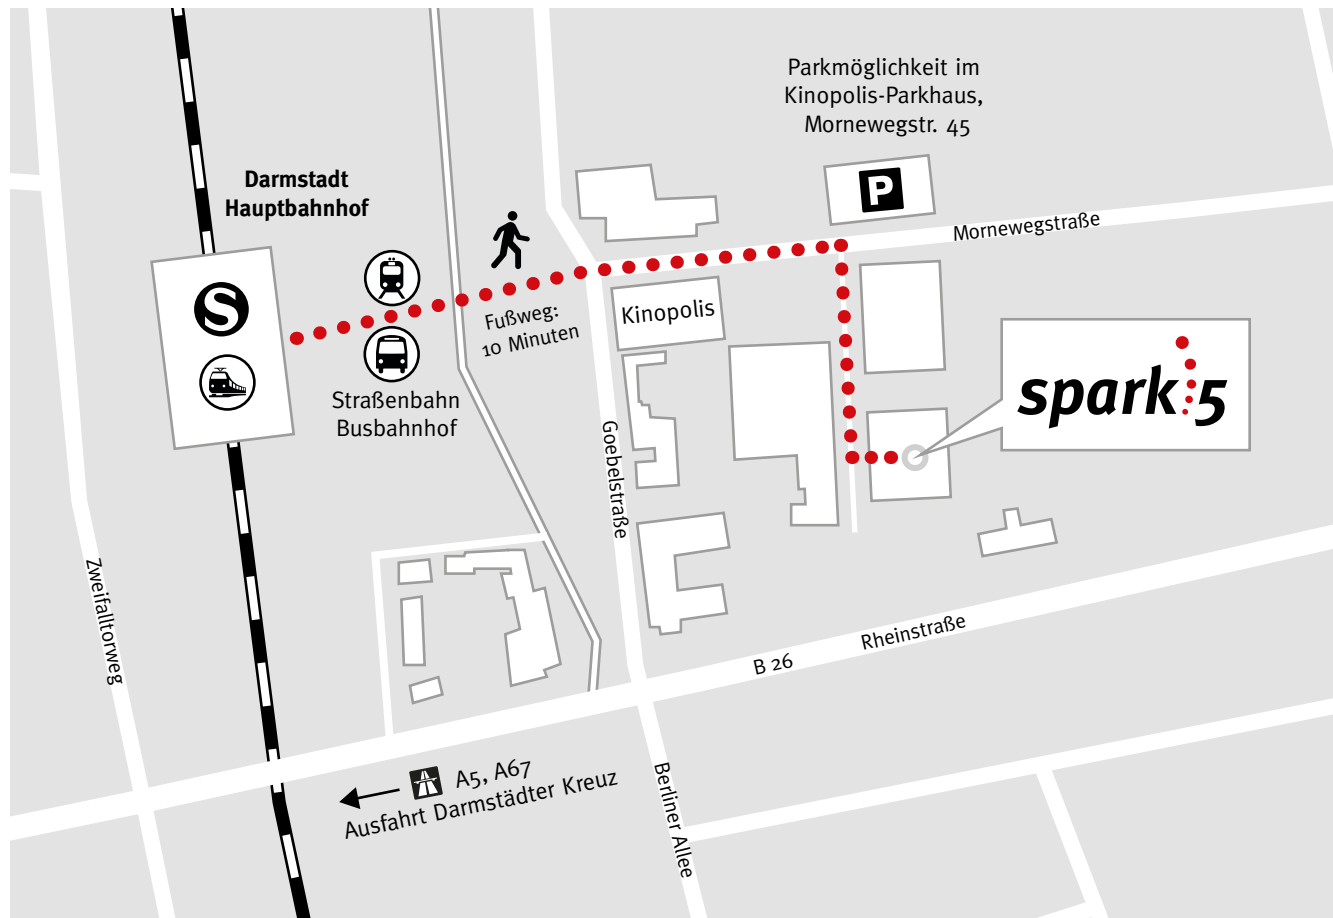 Parkmöglichkeit im
Kinopolis-Parkhaus,
Mornewegstr. 45
P
Darmstadt
Hauptbahnhof
Mornewegstraße
S
Fußweg:
10 Minuten
Kinopolis
spark 5
Straßenbahn
Busbahnhof
Goebelstraße
Zweifalltorweg
Rheinstraße
B 26
A5, A67
Ausfahrt Darmstädter Kreuz
Berliner Allee